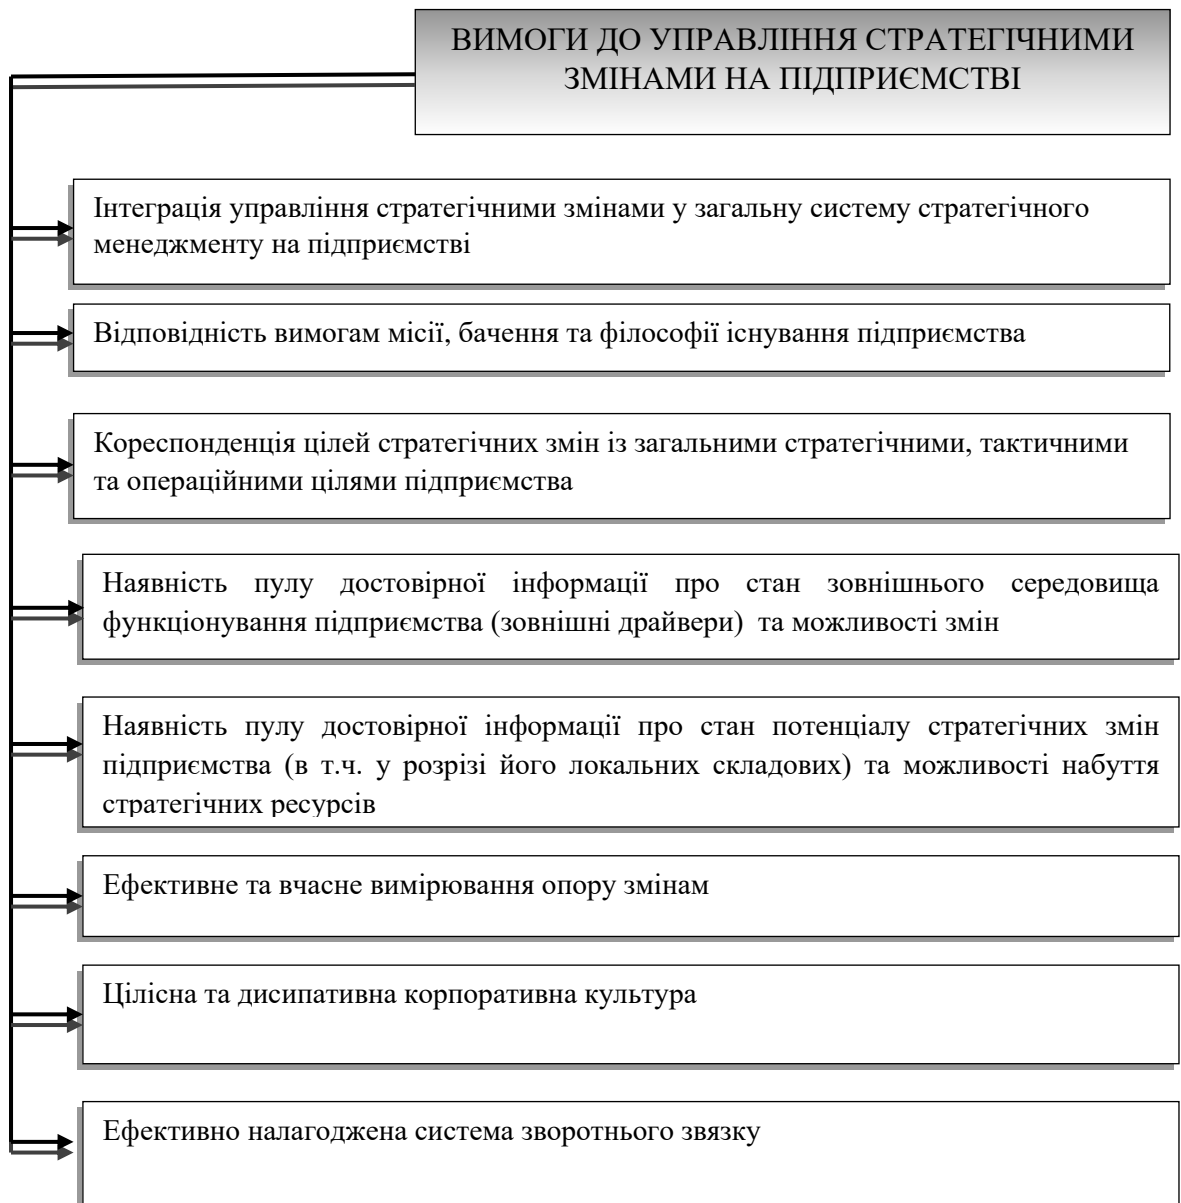 ВИМОГИ ДО УПРАВЛІННЯ СТРАТЕГІЧНИМИ
ЗМІНАМИ НА ПІДПРИЄМСТВІ
Інтеграція управління стратегічними змінами у загальну систему стратегічного
менеджменту на підприємстві
Відповідність вимогам місії, бачення та філософії існування підприємства
Кореспонденція цілей стратегічних змін із загальними стратегічними, тактичними
та операційними цілями підприємства
Наявність пулу достовірної інформації про стан зовнішнього середовища
функціонування підприємства (зовнішні драйвери) та можливості змін
Наявність пулу достовірної інформації про стан потенціалу стратегічних змін
підприємства (в т.ч. у розрізі його локальних складових) та можливості набуття
стратегічних ресурсів
Ефективне та вчасне вимірювання опору змінам
Цілісна та дисипативна корпоративна культура
Ефективно налагоджена система зворотнього звязку